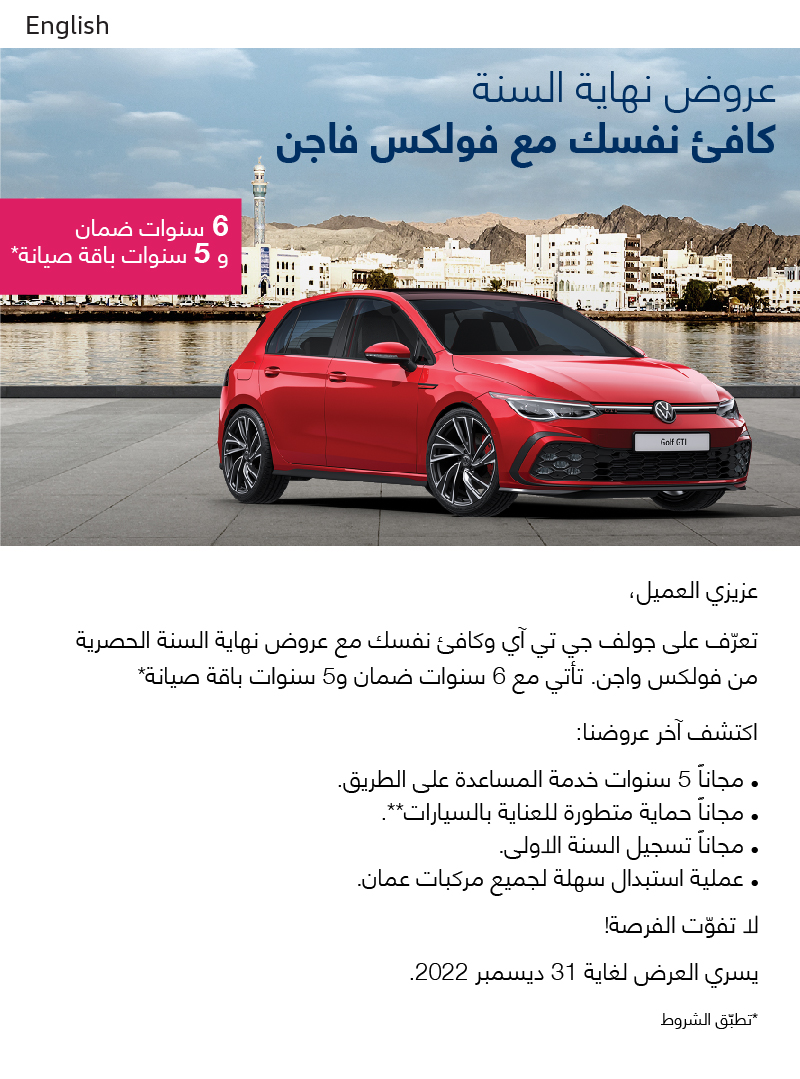 English
عروض نهاية السنة
كافئ نفسك مع فولكس فاجن
6 سنوات ضمان
و 5 سنوات باقة صيانة*
Golf GTI
عزيزي العميل،
تعرّف على جولف جي تي آي وكافئ نفسك مع عروض نهاية السنة الحصرية
من فولكس واجن. تأتي مع 6 سنوات ضمان و5 سنوات باقة صيانة*
اكتشف آخر عروضنا:
• مجاناً 5 سنوات خدمة المساعدة على الطريق.
• مجاناً حماية متطورة للعناية بالسيارات**.
• مجاناً تسجيل السنة الاولى.
• عملية استبدال سهلة لجميع مركبات عمان.
لا تفوّت الفرصة!
يسري العرض لغاية 31 ديسمبر 2022.
*تطبّق الشروط